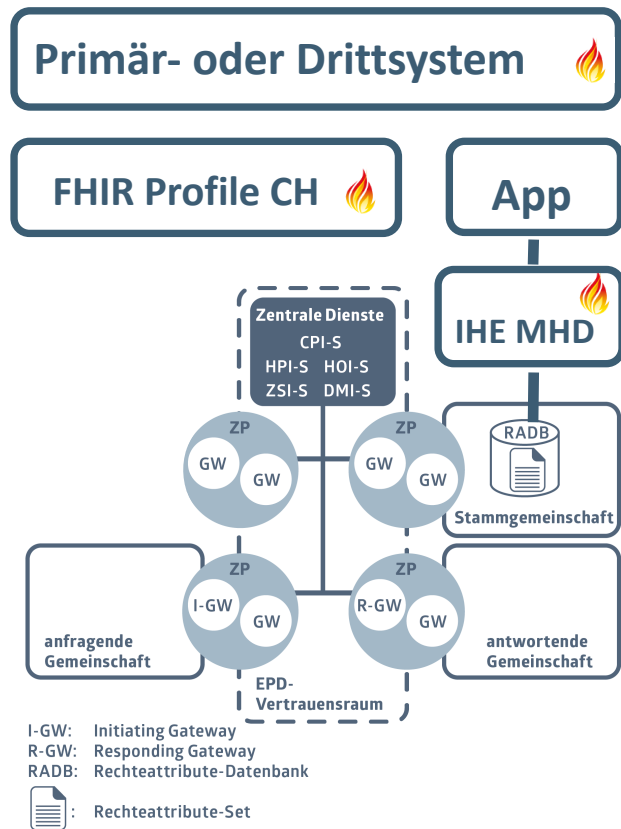 Primär- oder Drittsystem
FHIR Profile CH
App
IHE MHD
Zentrale Dienste
CPI-S
HPI-S HOI-S
ZSI-S DMI-S
ZP
GW
GW
ZP
GW
GW
RADB
Stammgemeinschaft
ZP
I-GW
GW
ZP
R-GW
GW
anfragende
Gemeinschaft
antwortende
Gemeinschaft
EPD-
Vertrauensraum
I-GW: Initiating Gateway
R-GW: Responding Gateway
RADB: Rechteattribute-Datenbank
: Rechteattribute-Set